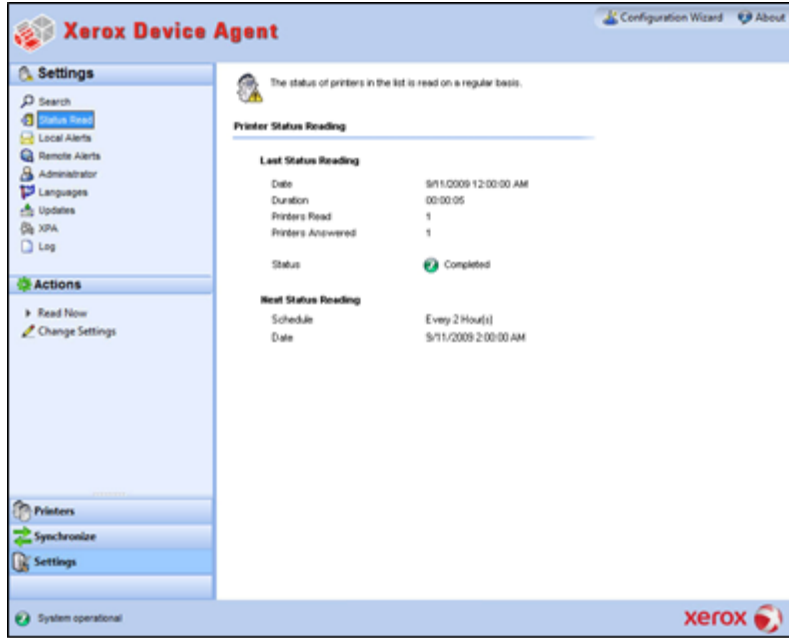 Xerox Device Agent
Configuration Wizard About
Settings
Search
Status Read
Local Alerts
Remote Alerts
Administrator
Languages
Updates
XPA
Log
Actions
Read Now
Change Settings
Printers
Synchronize
Settings
The status of printers in the list is read on a regular basis.
Printer Status Reading
Last Status Reading
Date 9/11/2009 12:00:00 AM
Duration 00:00:05
Printers Read 1
Printers Answered 1
Status Completed
Next Status Reading
Schedule Every 2 Hour(s)
Date 9/11/2009 2:00:00 AM
System operational
xerox